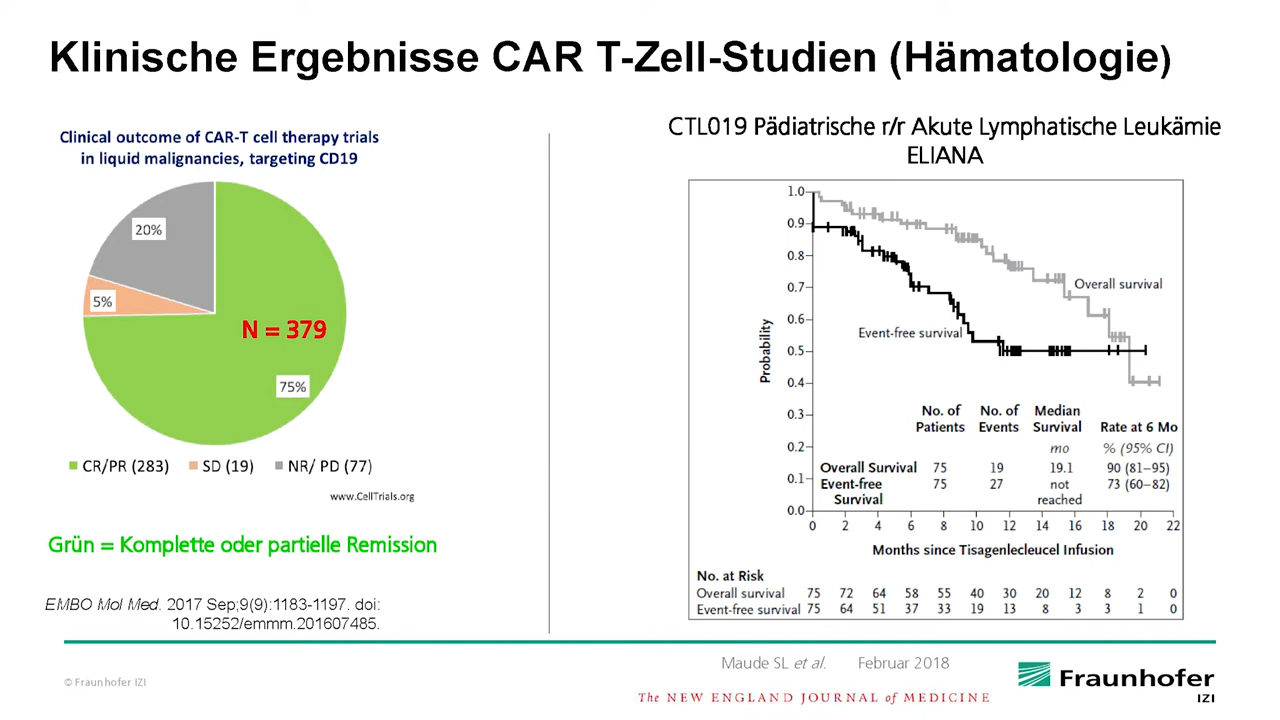 Klinische Ergebnisse CAR T-Zell-Studien (Hämatologie)
Clinical outcome of CAR-T cell therapy trials
in liquid malignancies, targeting CD19
20%
5%
N = 379
75%
CR/PR (283) SD (19) NR/ PD (77)
www.CellTrials.org
Grün = Komplette oder partielle Remission
EMBO Mol Med. 2017 Sep;9(9):1183-1197. doi:
10.15252/emmm.201607485.
CTL019 Pädiatrische r/r Akute Lymphatische Leukämie
ELIANA
Probability
1.0
0.9
0.8
0.7
0.6
0.5
0.4
0.3
0.2
0.1
0.0
Overall survival
Event-free survival
No. of Patients No. of Events Median Survival Rate at 6 Mo
mo % (95% CI)
Overall Survival 75 19 19.1 90 (81–95)
Event-free Survival 75 27 not reached 73 (60–82)
0 2 4 6 8 10 12 14 16 18 20 22
Months since Tisagenlecleucel Infusion
No. at Risk
Overall survival 75 72 64 58 55 40 30 20 12 8 2 0
Event-free survival 75 64 51 37 33 19 13 8 3 3 1 0
Maude SL et al. Februar 2018
The NEW ENGLAND JOURNAL of MEDICINE
© Fraunhofer IZI
Fraunhofer
IZI